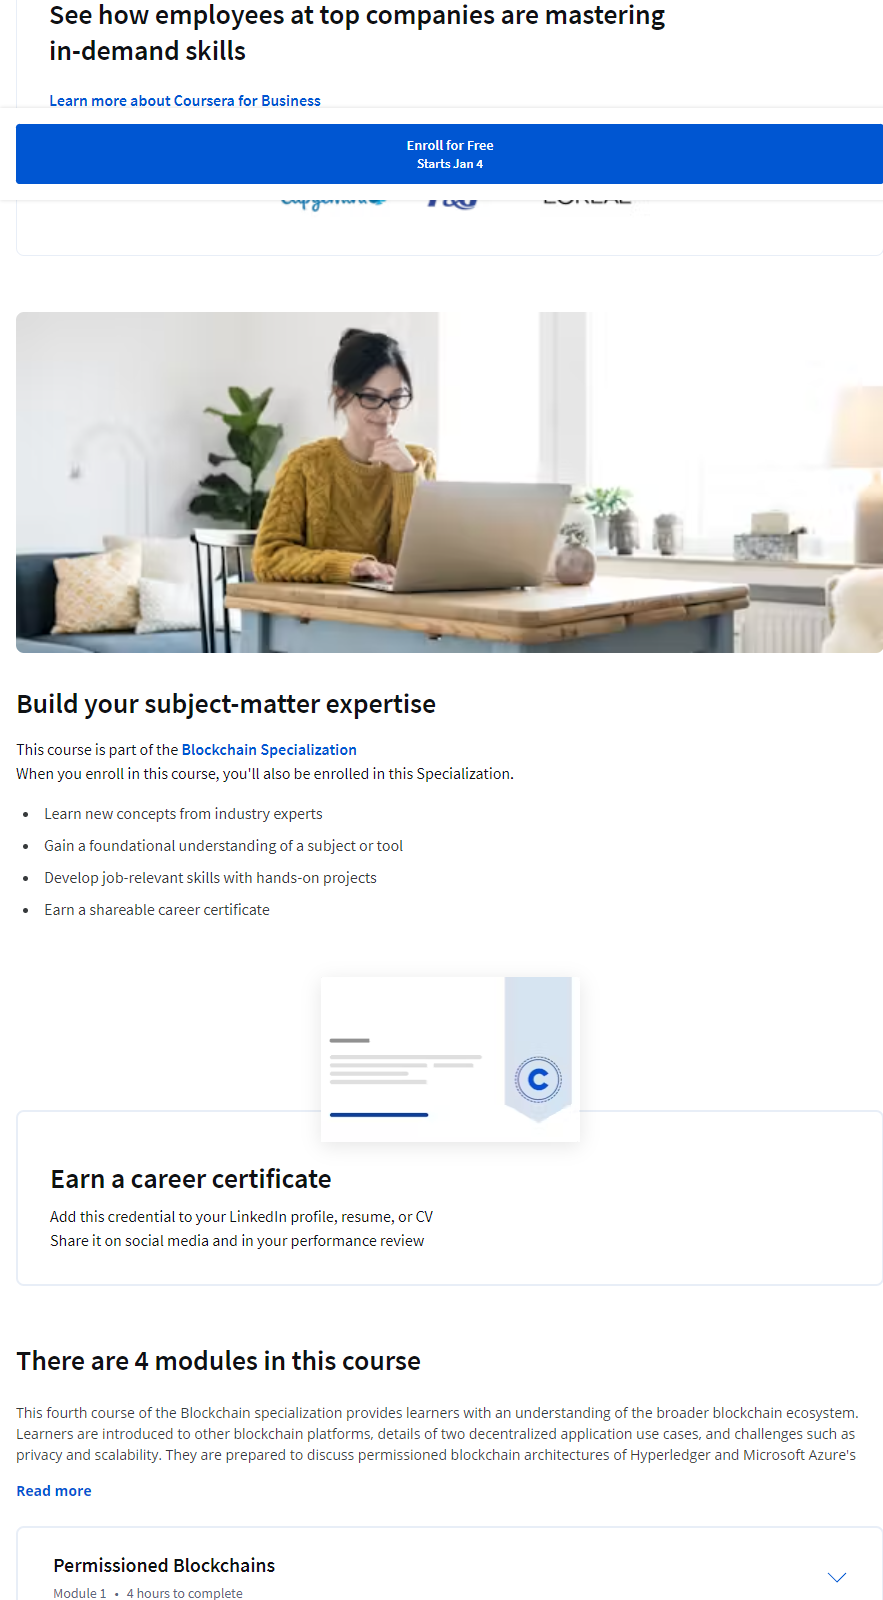 See how employees at top companies are mastering
in-demand skills
Learn more about Coursera for Business
Enroll for Free
Starts Jan 4
Build your subject-matter expertise
This course is part of the Blockchain Specialization
When you enroll in this course, you'll also be enrolled in this Specialization.
• Learn new concepts from industry experts
• Gain a foundational understanding of a subject or tool
• Develop job-relevant skills with hands-on projects
• Earn a shareable career certificate
C
Earn a career certificate
Add this credential to your LinkedIn profile, resume, or CV
Share it on social media and in your performance review
There are 4 modules in this course
This fourth course of the Blockchain specialization provides learners with an understanding of the broader blockchain ecosystem.
Learners are introduced to other blockchain platforms, details of two decentralized application use cases, and challenges such as
privacy and scalability. They are prepared to discuss permissioned blockchain architectures of Hyperledger and Microsoft Azure's
Read more
Permissioned Blockchains
Module 1 • 4 hours to complete